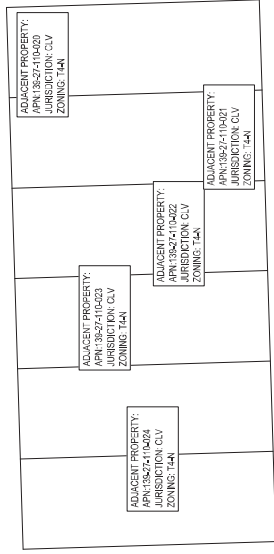 ADJACENT PROPERTY:
APN:139-27-110-020
JURISDICTION: CLV
ZONING: T4-N
ADJACENT PROPERTY:
APN:139-27-110-021
JURISDICTION: CLV
ZONING: T4-N
ADJACENT PROPERTY:
APN:139-27-110-022
JURISDICTION: CLV
ZONING: T4-N
ADJACENT PROPERTY:
APN:139-27-110-023
JURISDICTION: CLV
ZONING: T4-N
ADJACENT PROPERTY:
APN:139-27-110-024
JURISDICTION: CLV
ZONING: T4-N